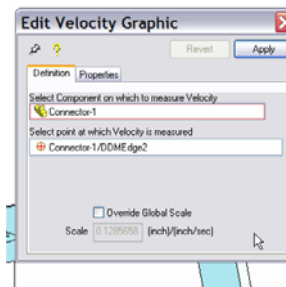 Edit Velocity Graphic
Revert Apply
Definition Properties
Select Component on which to measure Velocity
Connector-1
Select point at which Velocity is measured
Connector-1/DDMEdge2
Override Global Scale
Scale 0.1285658 (inch)/(inch/sec)